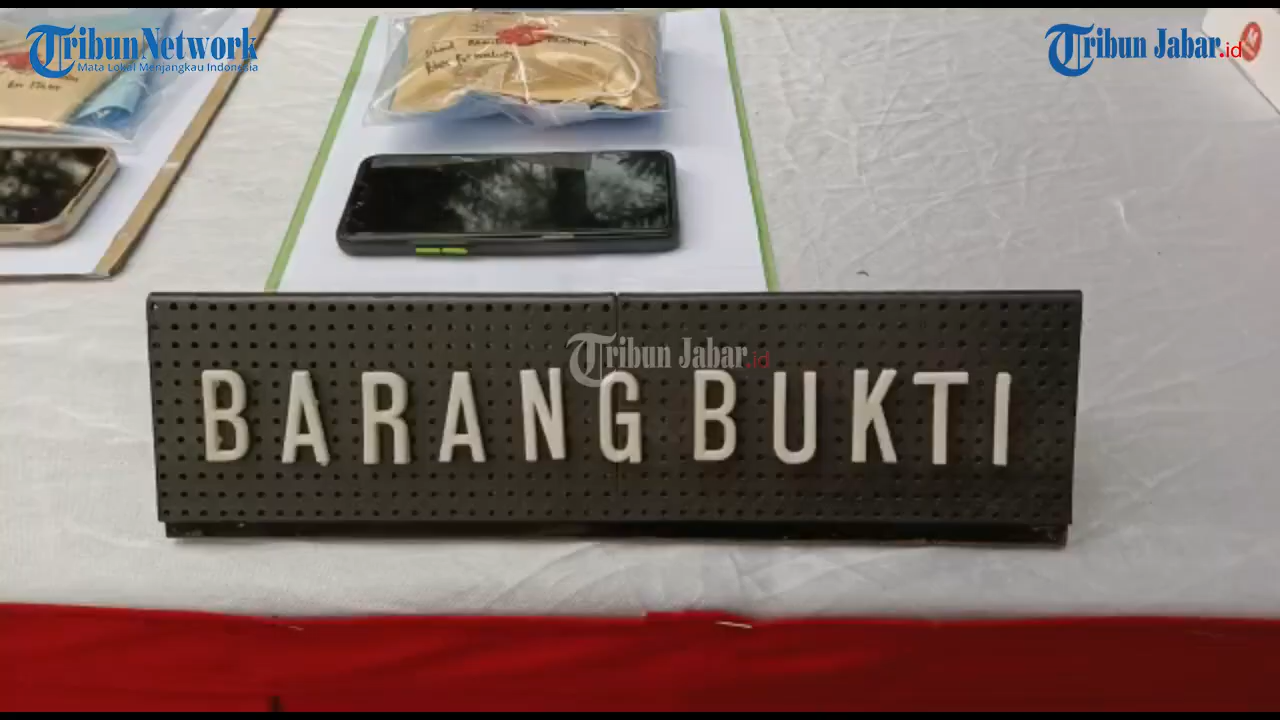 TribunNetwork
Mata Lokal Menjangkau Indonesia
Tribun Jabar.id
Tribun Jabar.id
BARANG BUKTI